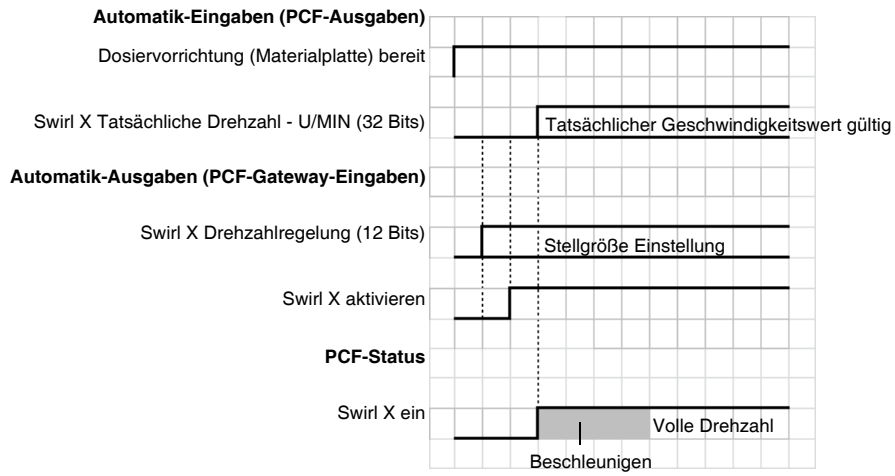 Automatik-Eingaben (PCF-Ausgaben)
Dosiervorrichtung (Materialplatte) bereit
Swirl X Tatsächliche Drehzahl - U/MIN (32 Bits)
Tatsächlicher Geschwindigkeitswert gültig
Automatik-Ausgaben (PCF-Gateway-Eingaben)
Swirl X Drehzahlregelung (12 Bits)
Stellgröße Einstellung
Swirl X aktivieren
PCF-Status
Swirl X ein
Volle Drehzahl
Beschleunigen